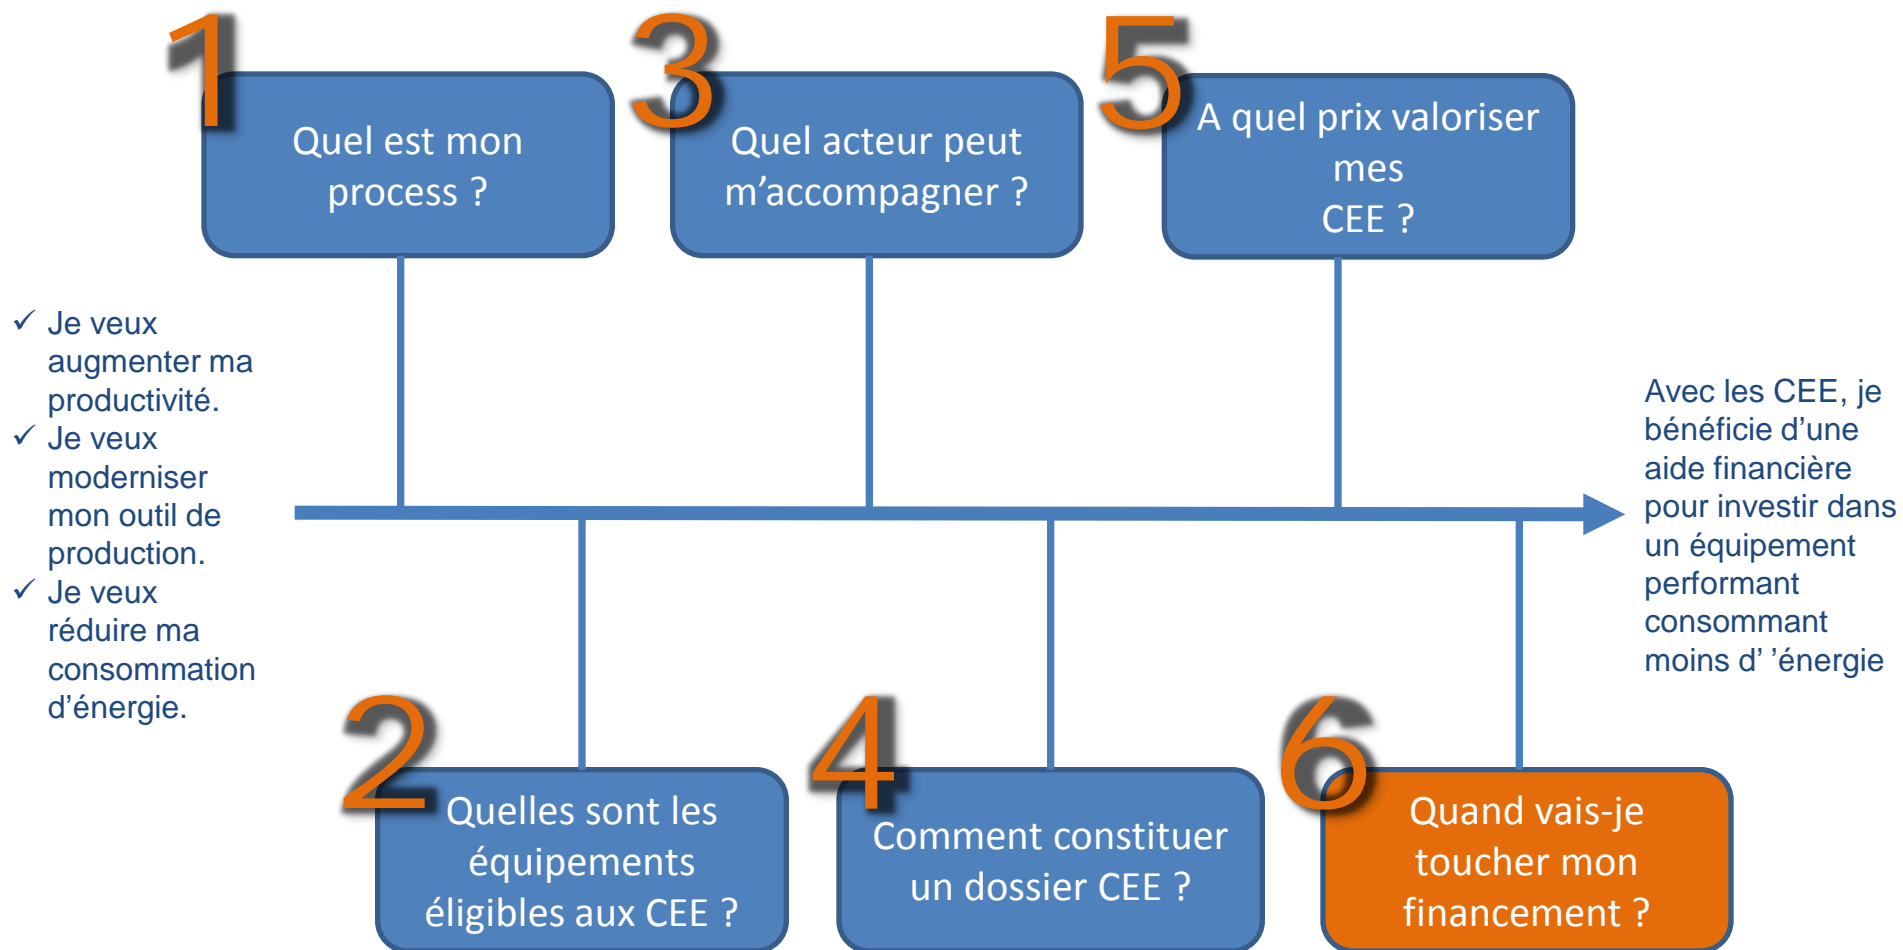 1
Quel est mon
process ?
3
Quel acteur peut
m’accompagner ?
5
A quel prix valoriser
mes
CEE ?
✓ Je veux
augmenter ma
productivité.
✓ Je veux
moderniser
mon outil de
production.
✓ Je veux
réduire ma
consommation
d’énergie.
Avec les CEE, je
bénéficie d’une
aide financière
pour investir dans
un équipement
performant
consommant
moins d’ ’énergie
2
Quelles sont les
équipements
éligibles aux CEE ?
4
Comment constituer
un dossier CEE ?
6
Quand vais-je
toucher mon
financement ?